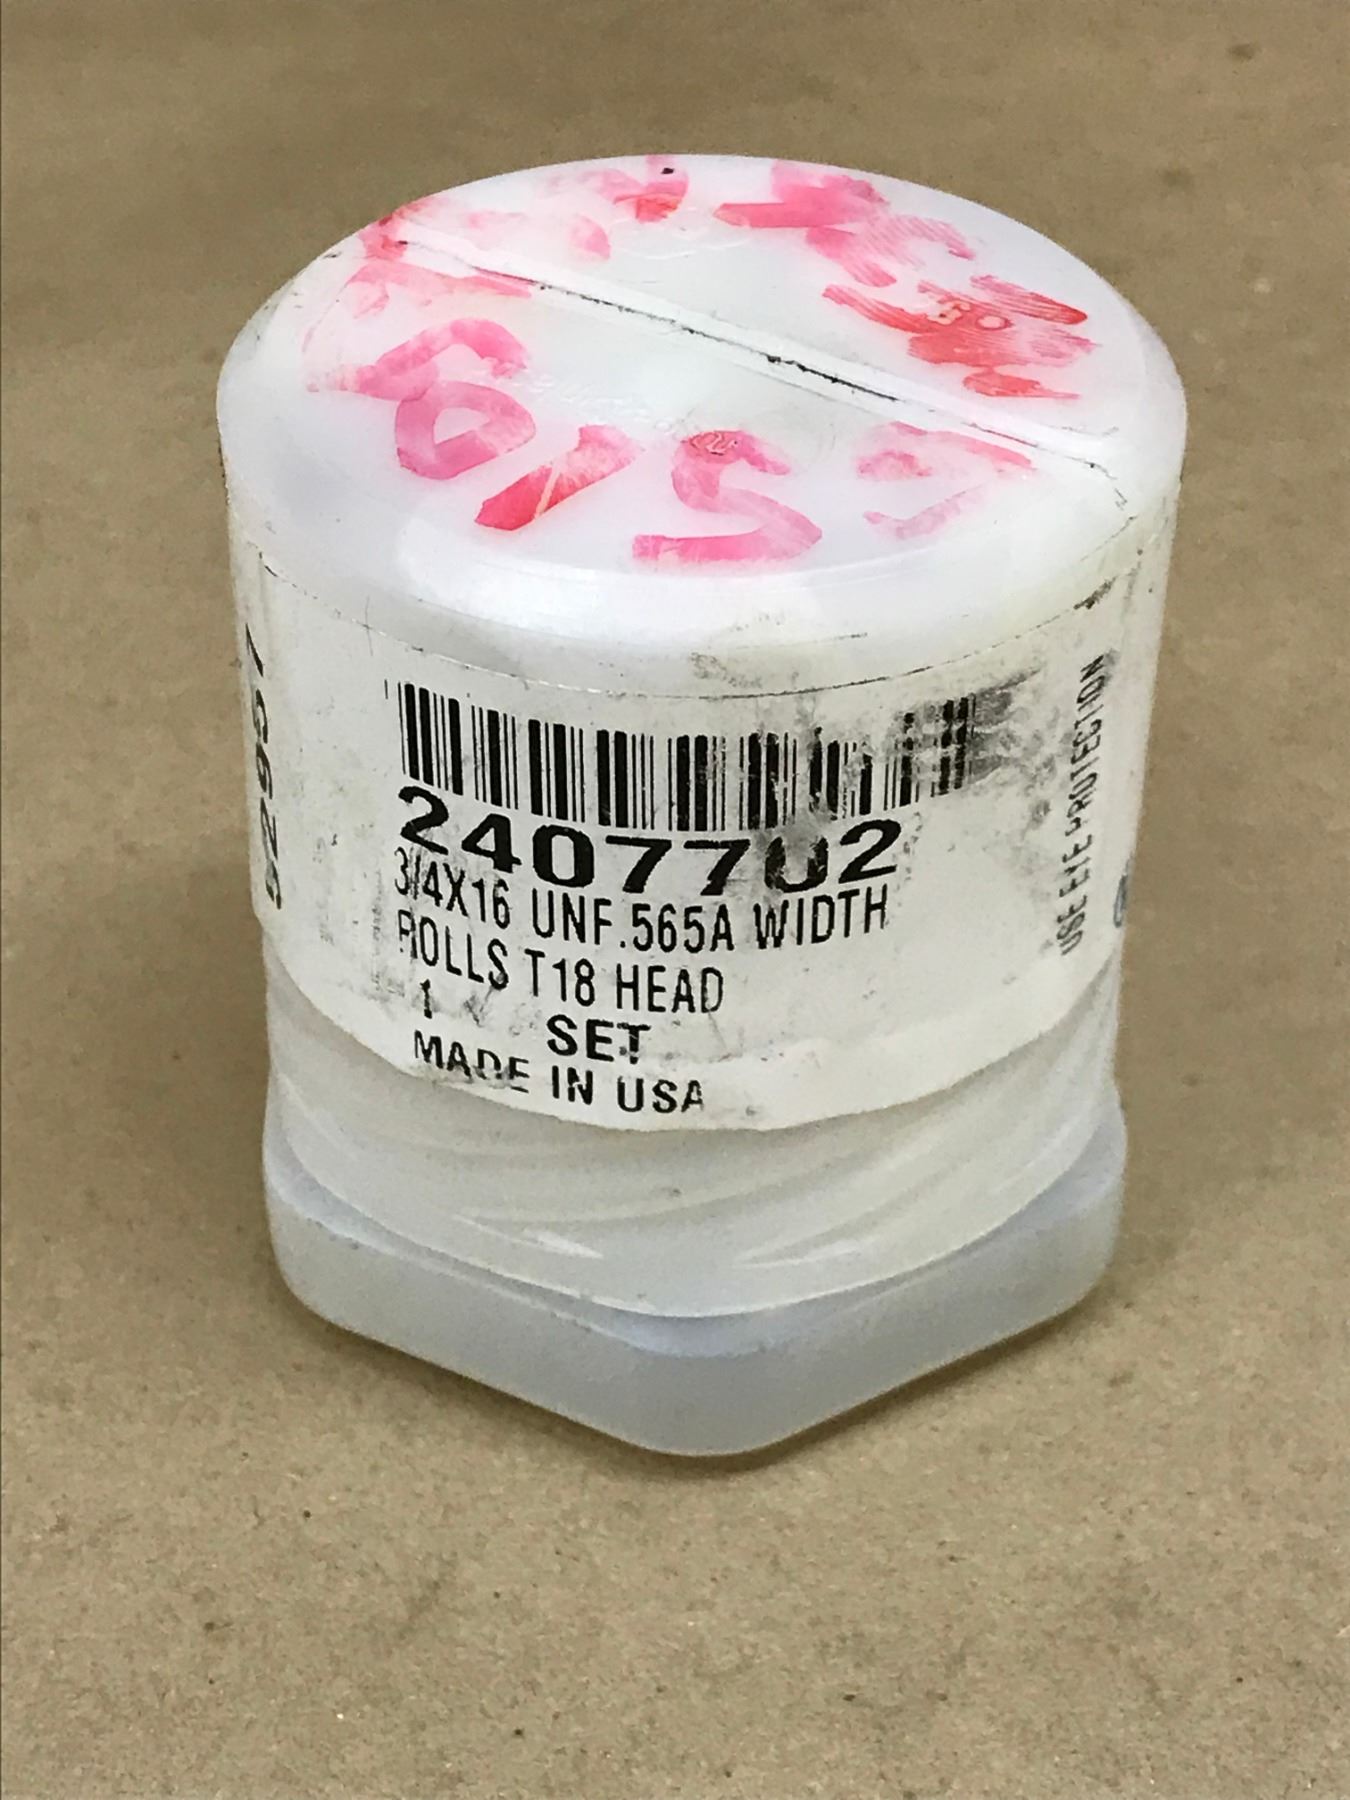 2407702
3/4X16 UNF.565A WIDTH
ROLLS T18 HEAD
1 SET
MADE IN USA
USE EYE PROTECTION